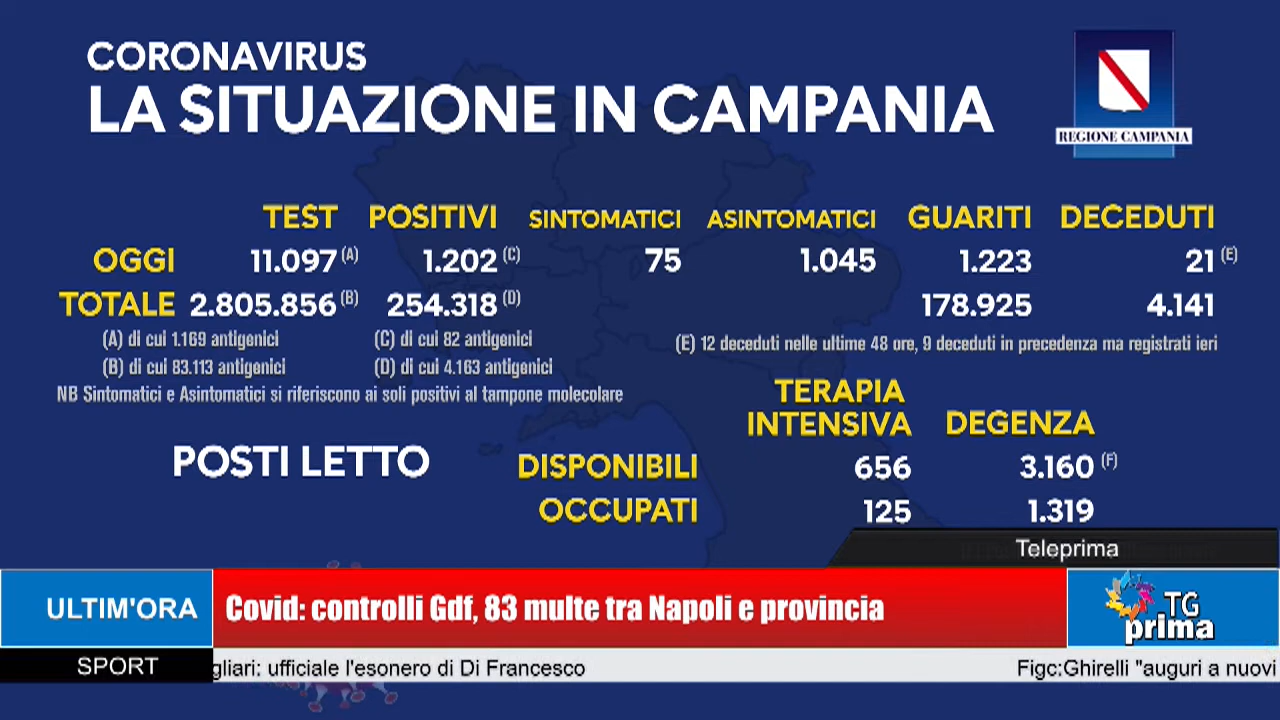 CORONAVIRUS
LA SITUAZIONE IN CAMPANIA
REGIONE CAMPANIA
TEST POSITIVI SINTOMATICI ASINTOMATICI GUARITI DECEDUTI
OGGI 11.097 (A) 1.202 (C) 75 1.045 1.223 21 (E)
TOTALE 2.805.856 (B) 254.318 (D) 178.925 4.141
(A) di cui 1.169 antigenici (C) di cui 82 antigenici (E) 12 deceduti nelle ultime 48 ore, 9 deceduti in precedenza ma registrati ieri
(B) di cui 83.113 antigenici (D) di cui 4.163 antigenici
NB Sintomatici e Asintomatici si riferiscono ai soli positivi al tampone molecolare
TERAPIA
INTENSIVA DEGENZA
POSTI LETTO DISPONIBILI 656 3.160 (F)
OCCUPATI 125 1.319
Teleprima
ULTIM'ORA Covid: controlli Gdf, 83 multe tra Napoli e provincia
TG
prima
SPORT gliari: ufficiale l'esonero di Di Francesco Figc:Ghirelli "auguri a nuovi